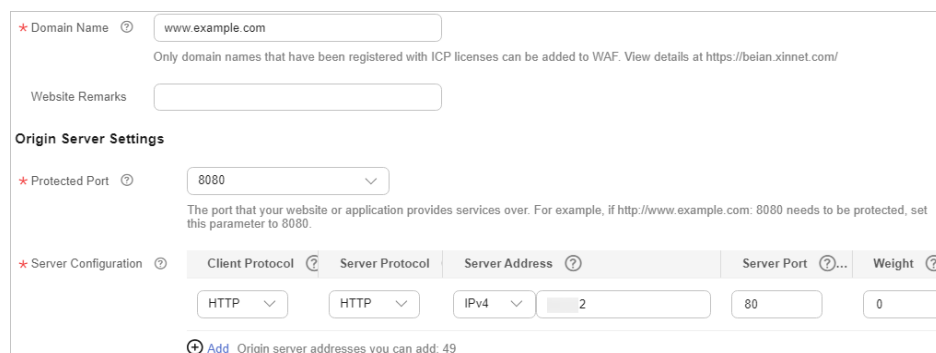 * Domain Name ?
www.example.com
Only domain names that have been registered with ICP licenses can be added to WAF. View details at https://beian.xinnet.com/
Website Remarks
Origin Server Settings
* Protected Port ?
8080
The port that your website or application provides services over. For example, if http://www.example.com: 8080 needs to be protected, set
this parameter to 8080.
* Server Configuration ?
Client Protocol ? Server Protocol Server Address ? Server Port ?... Weight ?
HTTP HTTP IPv4 2 80 0
Add Origin server addresses you can add: 49